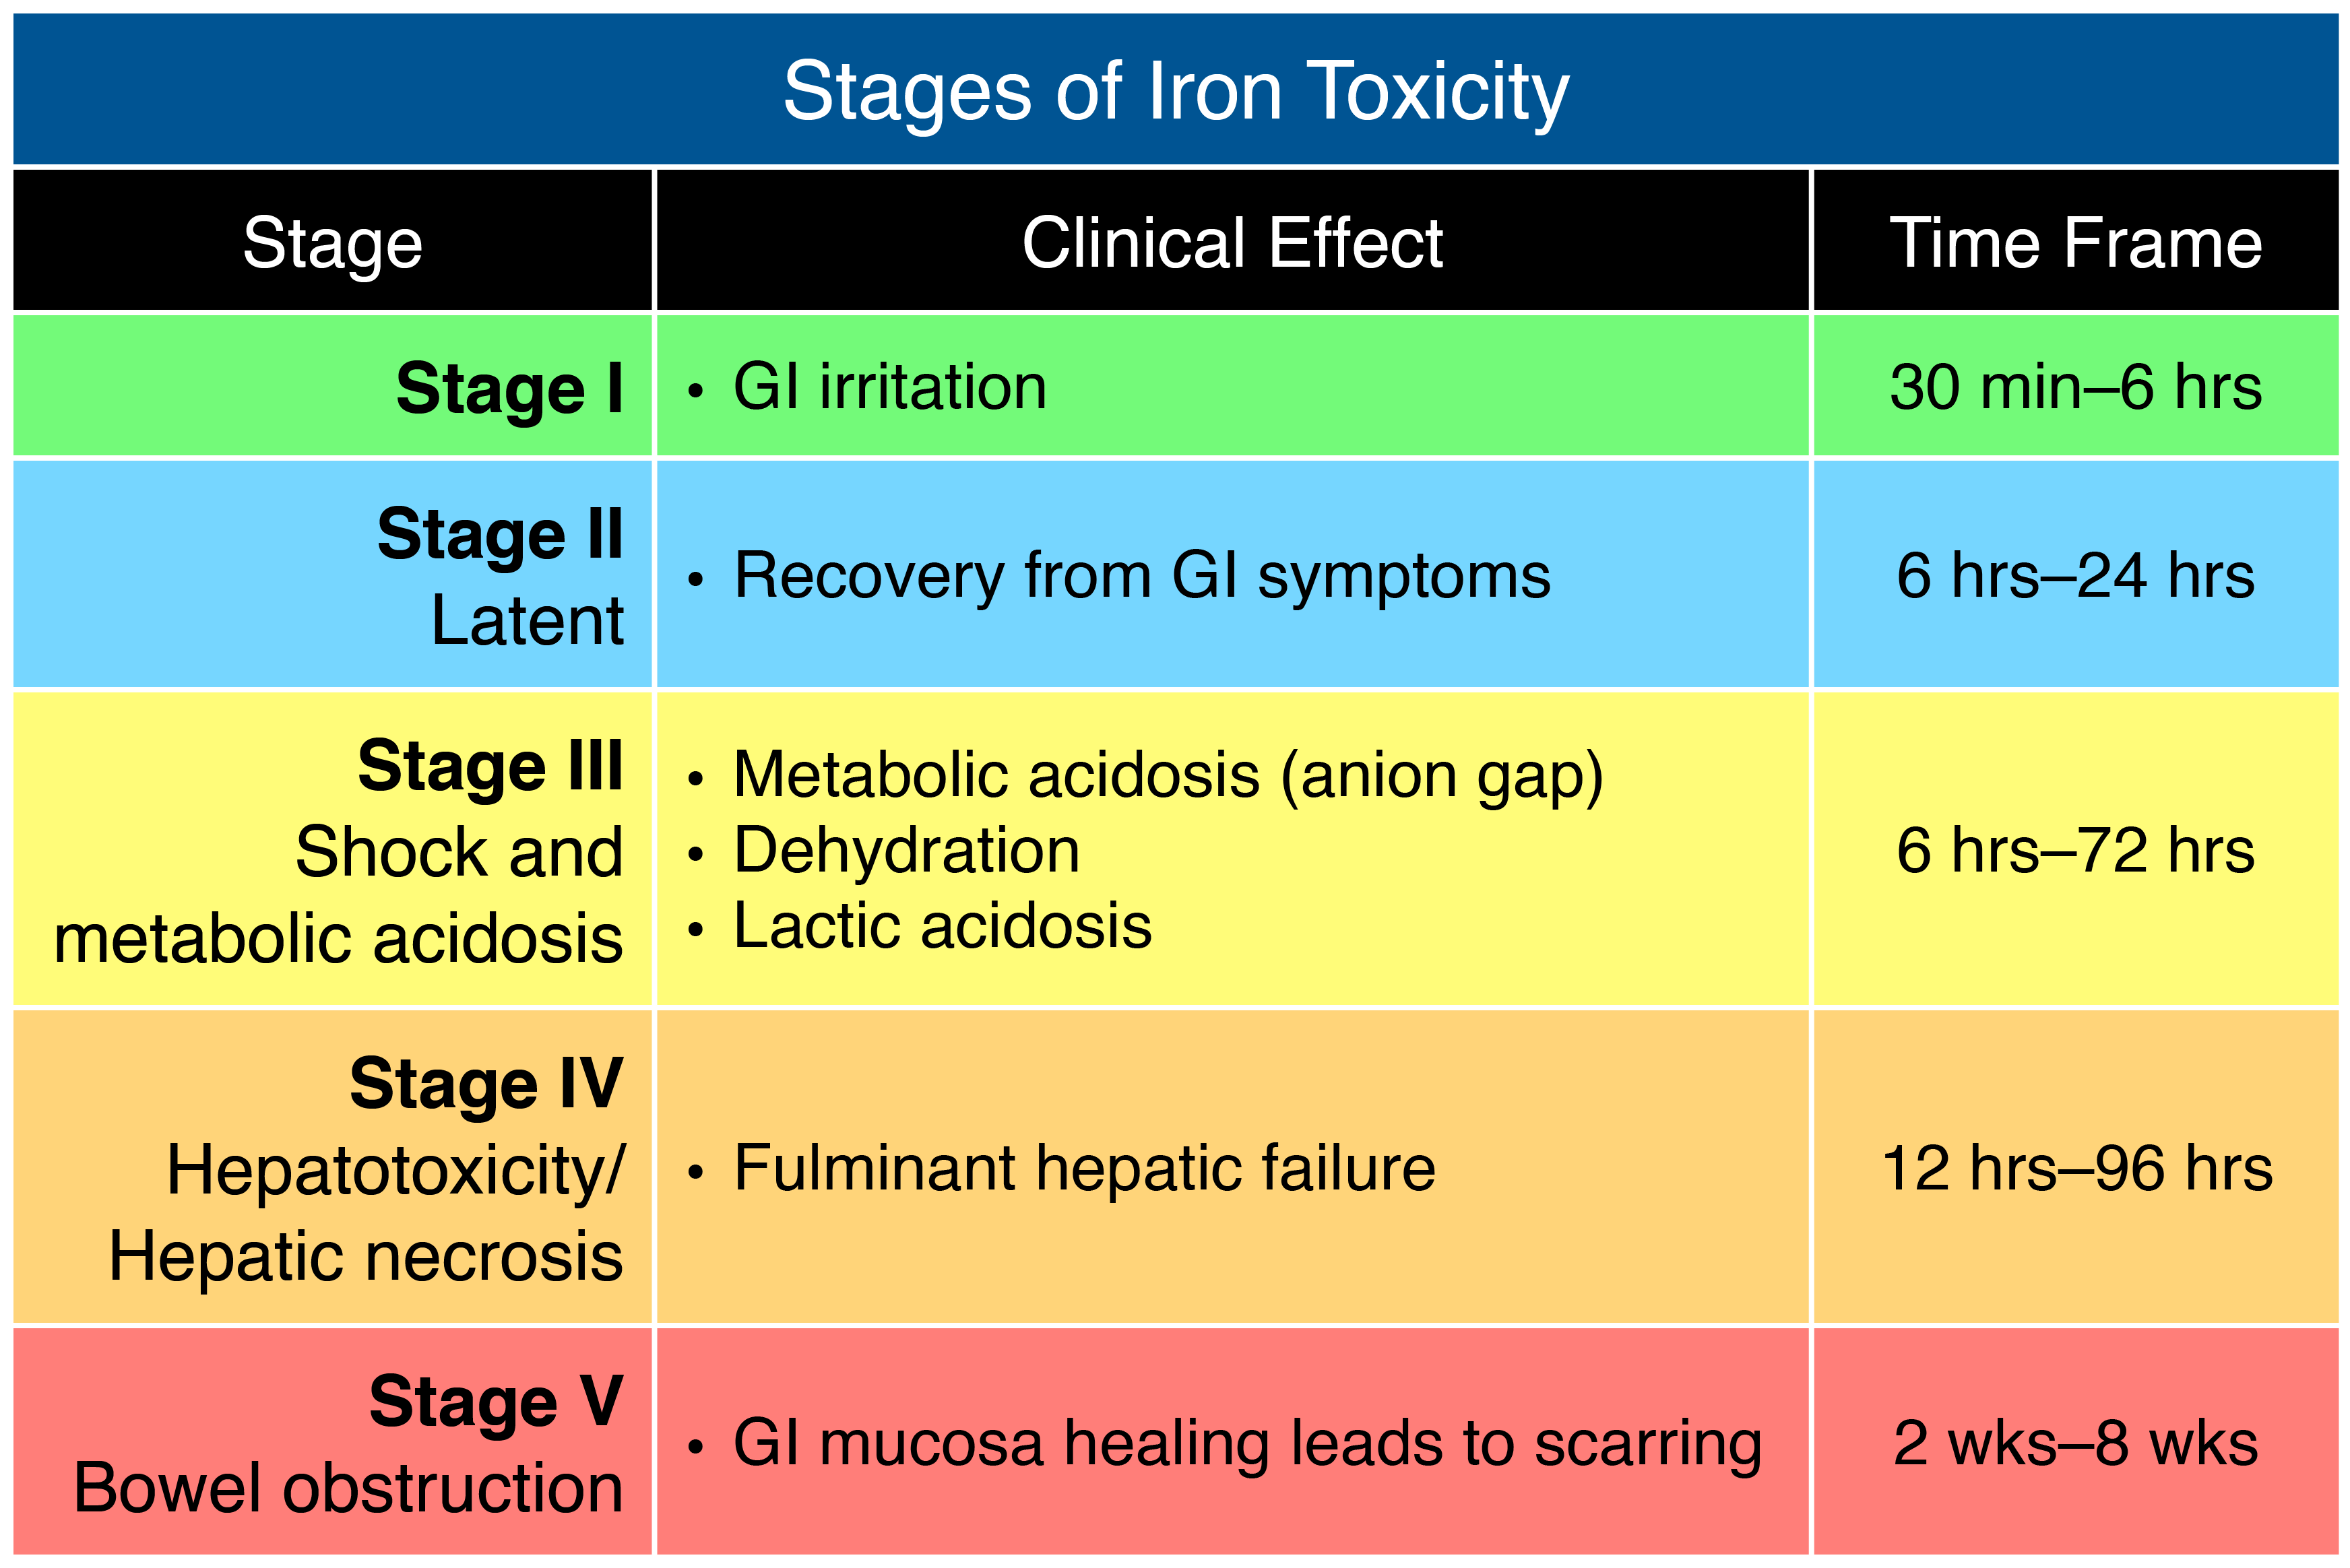 Stages of Iron Toxicity
Stage
Clinical Effect
Time Frame
Stage I
• GI irritation
30 min–6 hrs
Stage II
Latent
• Recovery from GI symptoms
6 hrs–24 hrs
Stage III
Shock and
metabolic acidosis
• Metabolic acidosis (anion gap)
• Dehydration
• Lactic acidosis
6 hrs–72 hrs
Stage IV
Hepatotoxicity/
Hepatic necrosis
• Fulminant hepatic failure
12 hrs–96 hrs
Stage V
Bowel obstruction
• GI mucosa healing leads to scarring
2 wks–8 wks